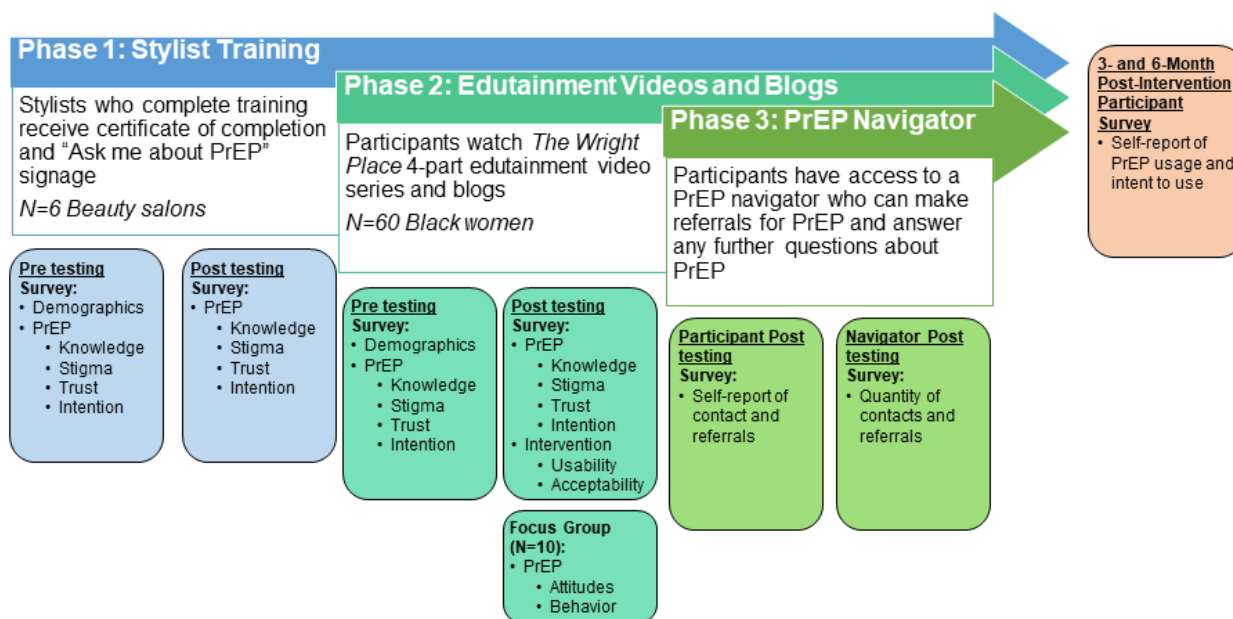 Phase 1: Stylist Training
Stylists who complete training
receive certificate of completion
and “Ask me about PrEP”
signage
N=6 Beauty salons
Pre testing
Survey:
• Demographics
• PrEP
• Knowledge
• Stigma
• Trust
• Intention
Post testing
Survey:
• PrEP
• Knowledge
• Stigma
• Trust
• Intention
Phase 2: Edutainment Videos and Blogs
Participants watch The Wright
Place 4-part edutainment video
series and blogs
N=60 Black women
Pre testing
Survey:
• Demographics
• PrEP
• Knowledge
• Stigma
• Trust
• Intention
Post testing
Survey:
• PrEP
• Knowledge
• Stigma
• Trust
• Intention
• Intervention
• Usability
• Acceptability
Focus Group
(N=10):
• PrEP
• Attitudes
• Behavior
Phase 3: PrEP Navigator
Participants have access to a
PrEP navigator who can make
referrals for PrEP and answer
any further questions about
PrEP
Participant Post
testing
Survey:
• Self-report of
contact and
referrals
Navigator Post
testing
Survey:
• Quantity of
contacts and
referrals
3- and 6-Month
Post-Intervention
Participant
Survey
• Self-report of
PrEP usage and
intent to use